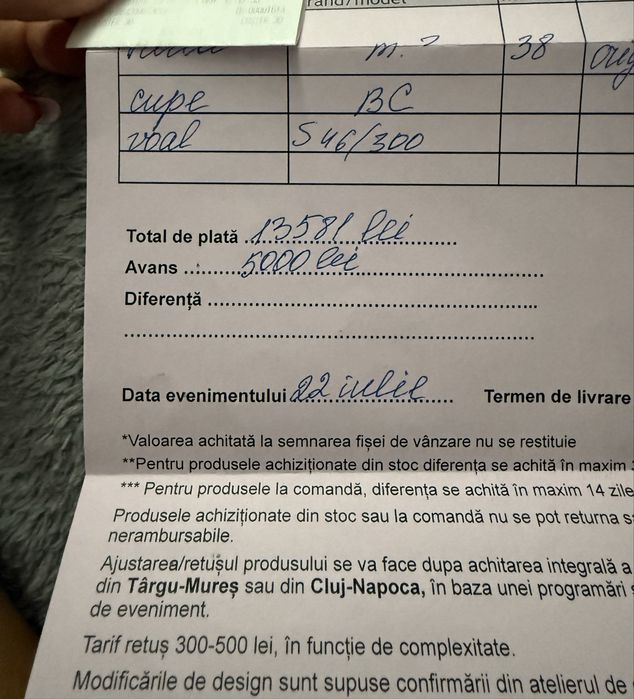 rand/model
m. 2 38
cupe BC
voal S 46/300
Total de plată 13581 lei
Avans 5000 lei
Diferență
Data evenimentului 22 iulie Termen de livrare
*Valoarea achitată la semnarea fișei de vânzare nu se restituie
**Pentru produsele achiziționate din stoc diferența se achită în maxim
*** Pentru produsele la comandă, diferența se achită în maxim 14 zile
Produsele achiziționate din stoc sau la comandă nu se pot returna s
nerambursabile.
Ajustarea/retușul produsului se va face dupa achitarea integrală a
din Târgu-Mureș sau din Cluj-Napoca, în baza unei programări
de eveniment.
Tarif retuș 300-500 lei, în funcție de complexitate.
Modificările de design sunt supuse confirmării din atelierul de